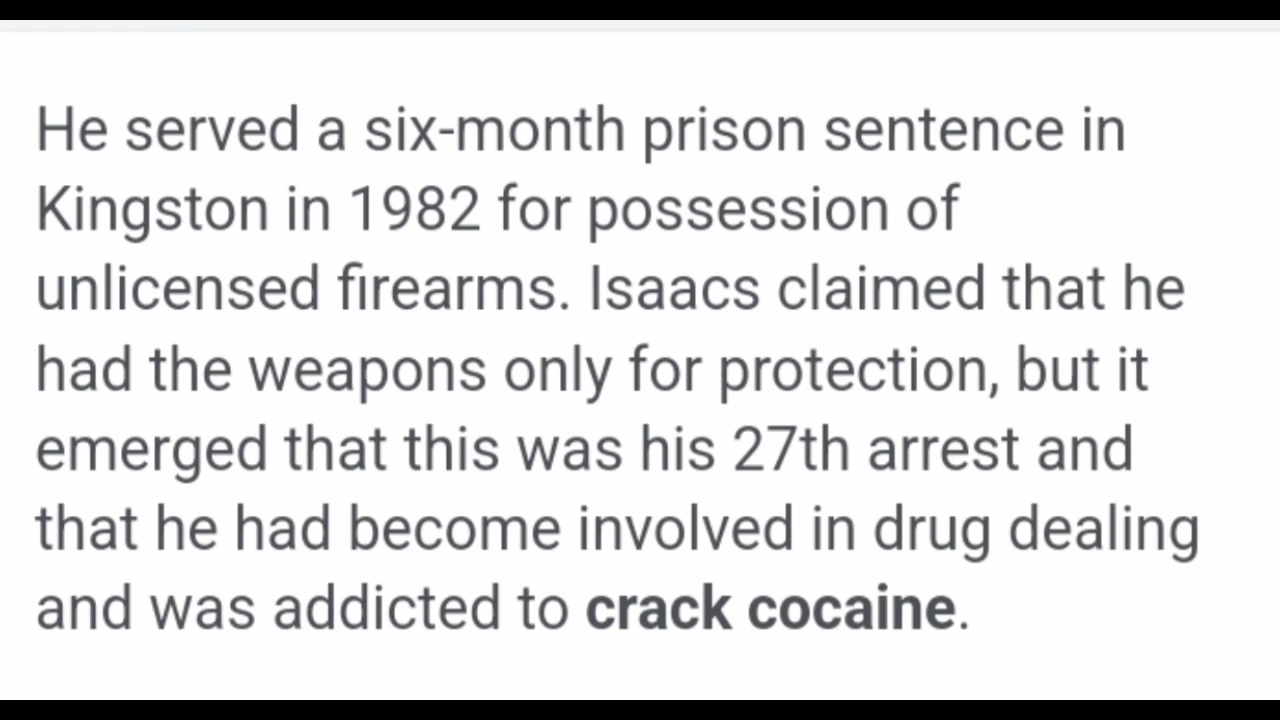 He served a six-month prison sentence in
Kingston in 1982 for possession of
unlicensed firearms. Isaacs claimed that he
had the weapons only for protection, but it
emerged that this was his 27th arrest and
that he had become involved in drug dealing
and was addicted to crack cocaine.